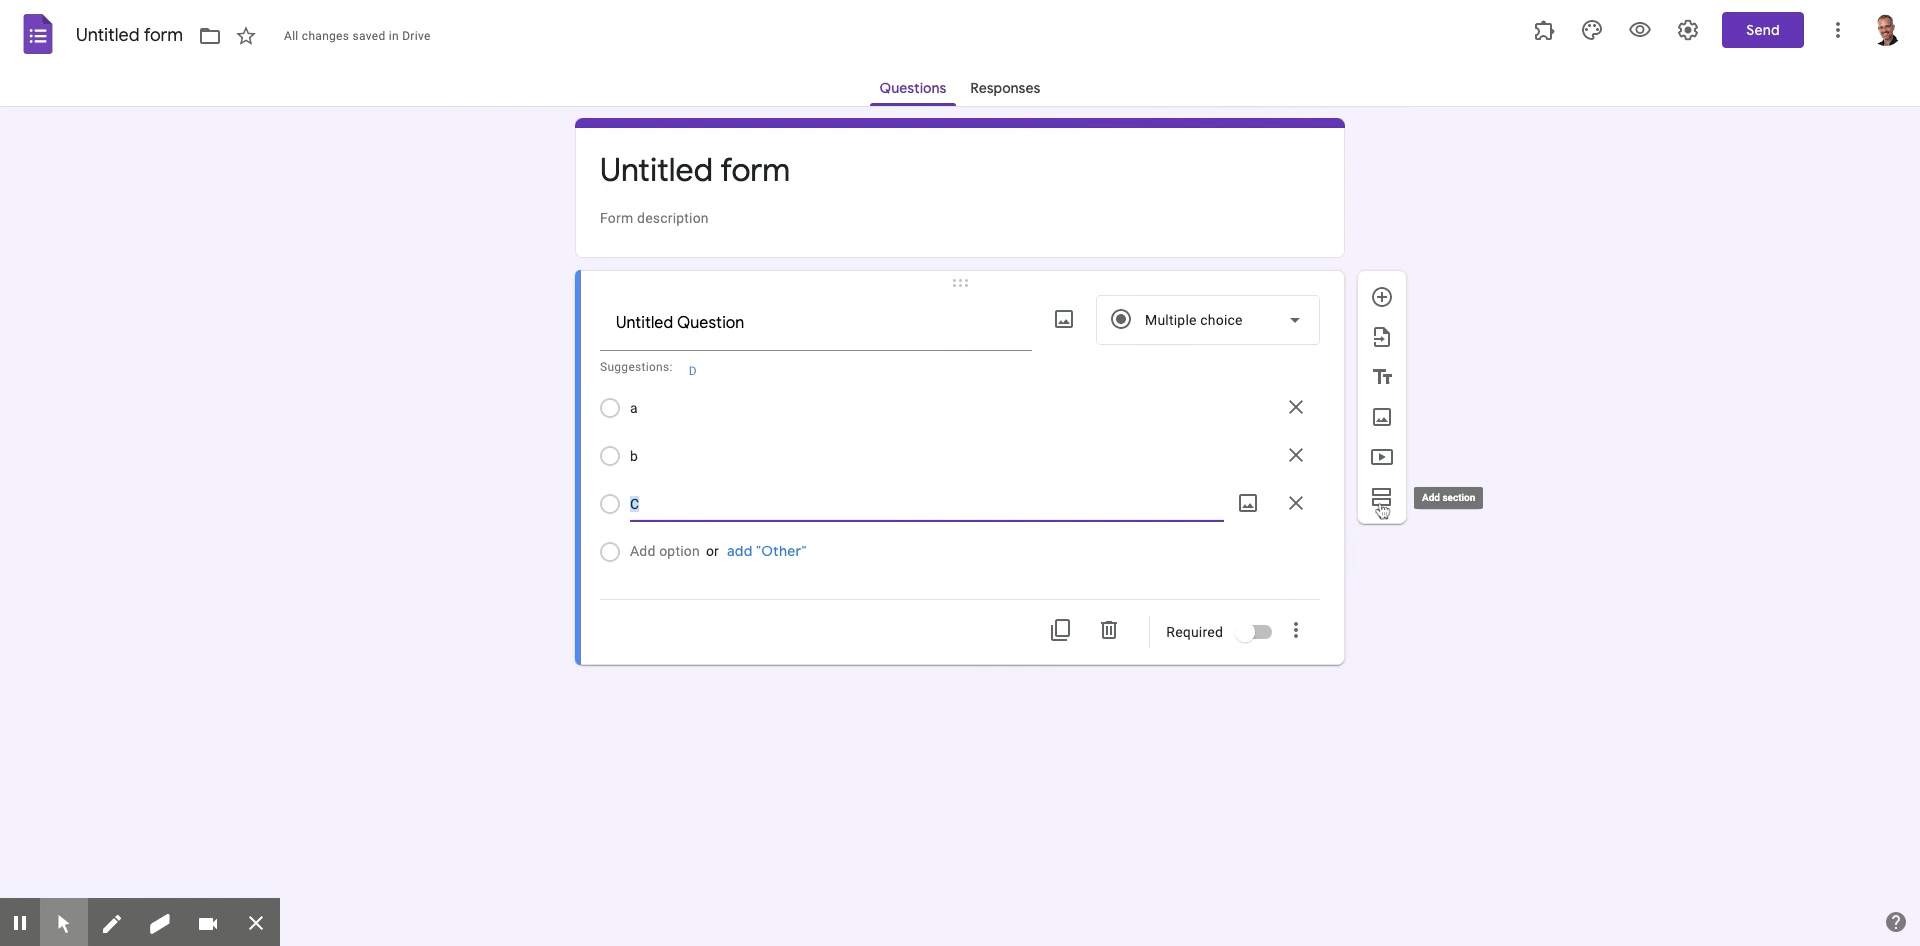 Untitled form
All changes saved in Drive
Send
Questions
Responses
Untitled form
Form description
Untitled Question
Multiple choice
Suggestions:
D
a
b
C
Add section
Add option or add "Other"
Required